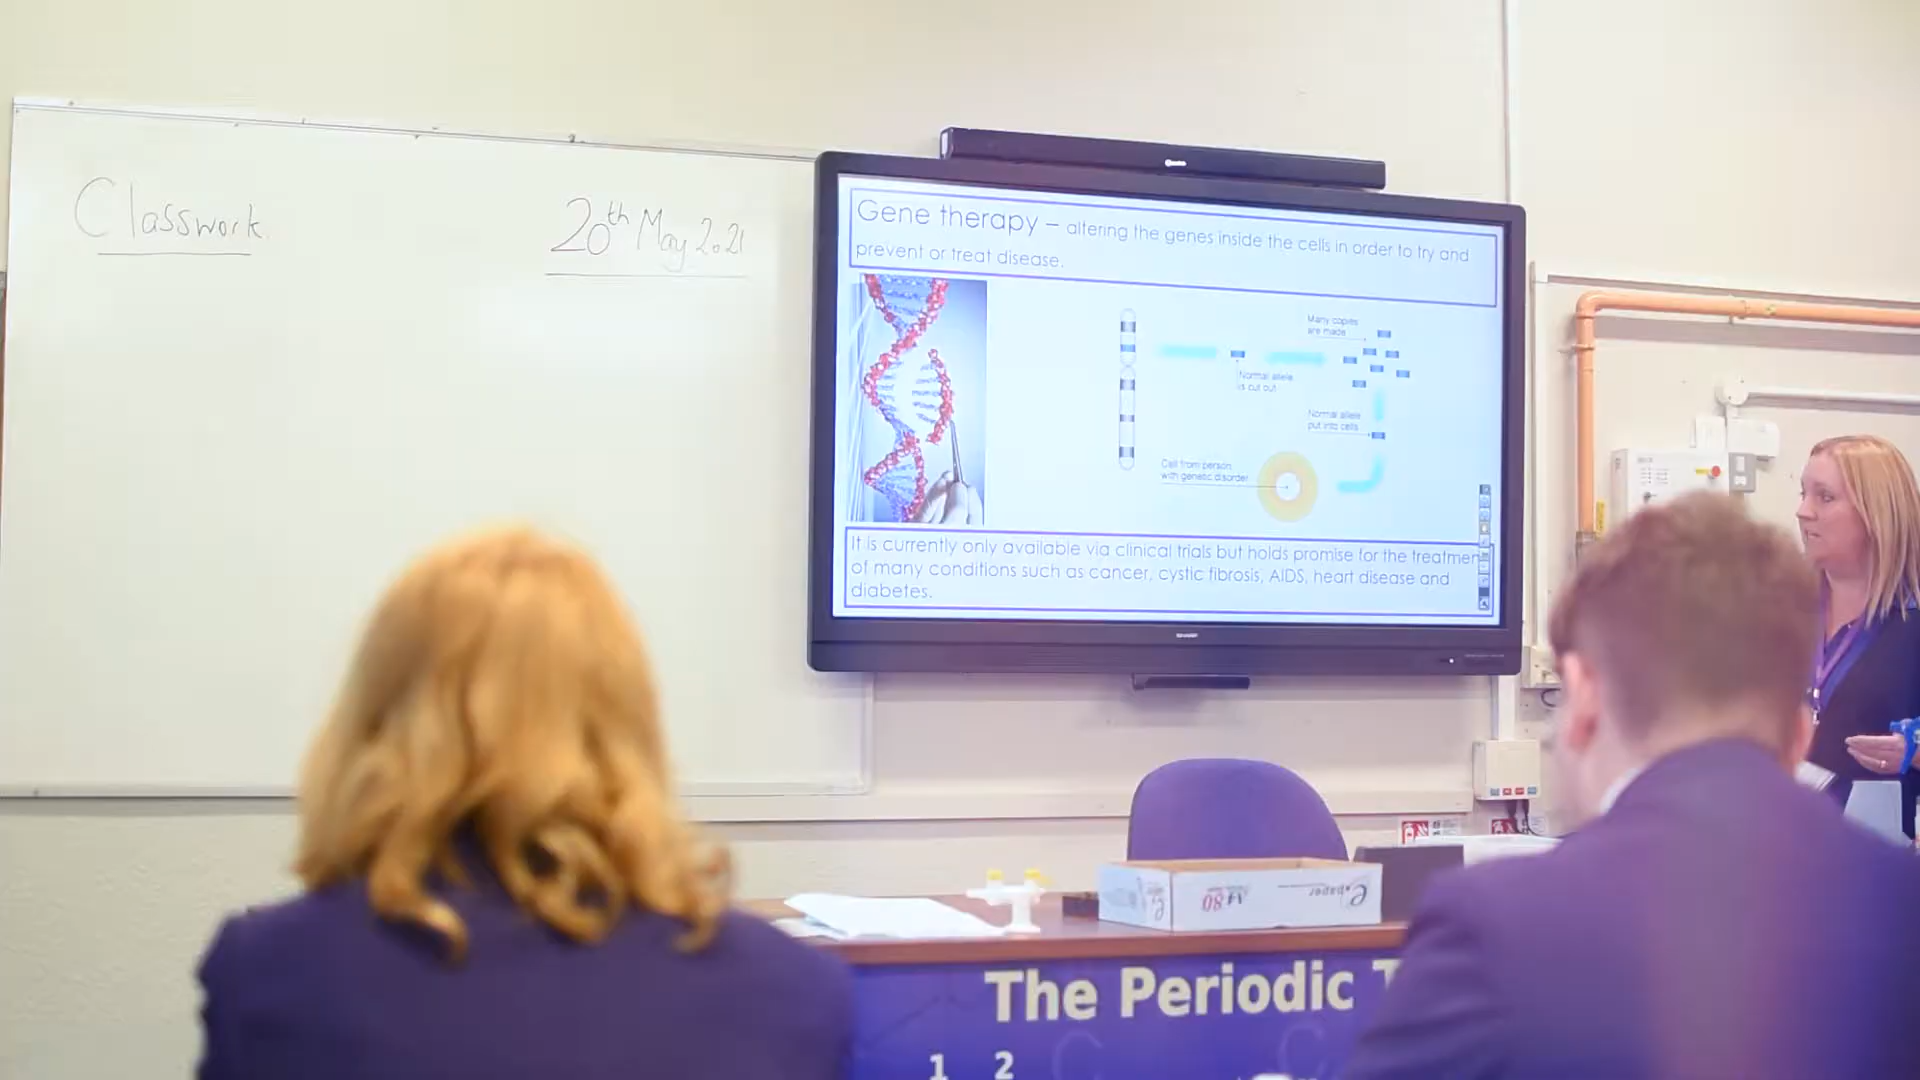 Classwork.
20th May 2021
Gene therapy – altering the genes inside the cells in order to try and
prevent or treat disease.
Many copies
are made
Normal allele
is cut out
Normal allele
put into cells
Cell from person
with genetic disorder
It is currently only available via clinical trials but holds promise for the treatmen
of many conditions such as cancer, cystic fibrosis, AIDS, heart disease and
diabetes.
SHARP
The Periodic T
1 2